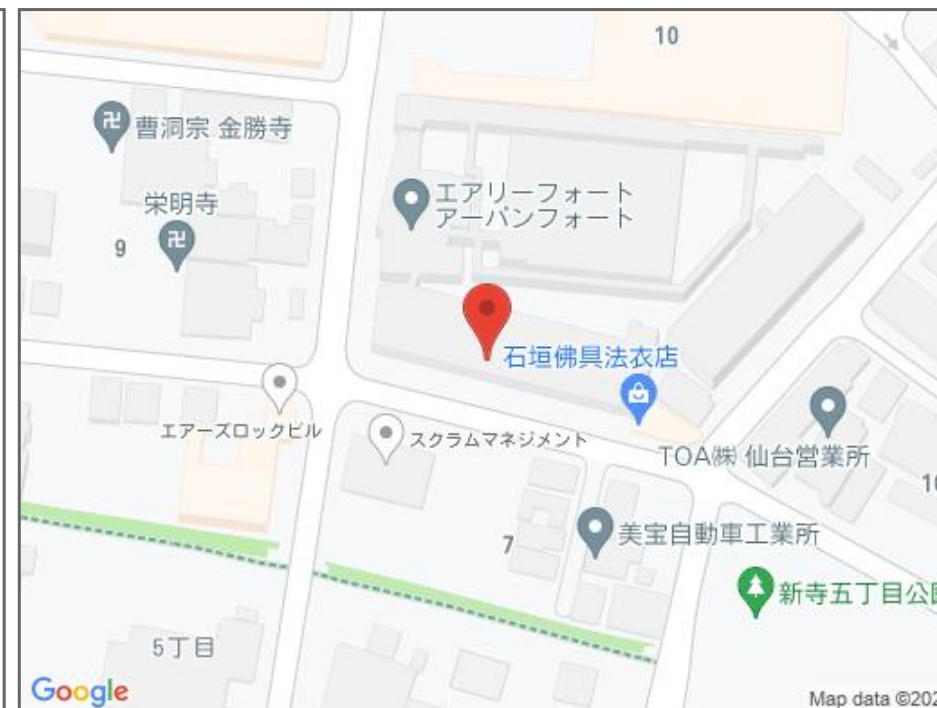 10
卍
曹洞宗 金勝寺
栄明寺
卍
9
エアリーフォート
アーバンフォート
石垣佛具法衣店
エアーズロックビル
スクラムマネジメント
TOA㈱ 仙台営業所
10
7
美宝自動車工業所
新寺五丁目公
5丁目
Google
Map data ©202